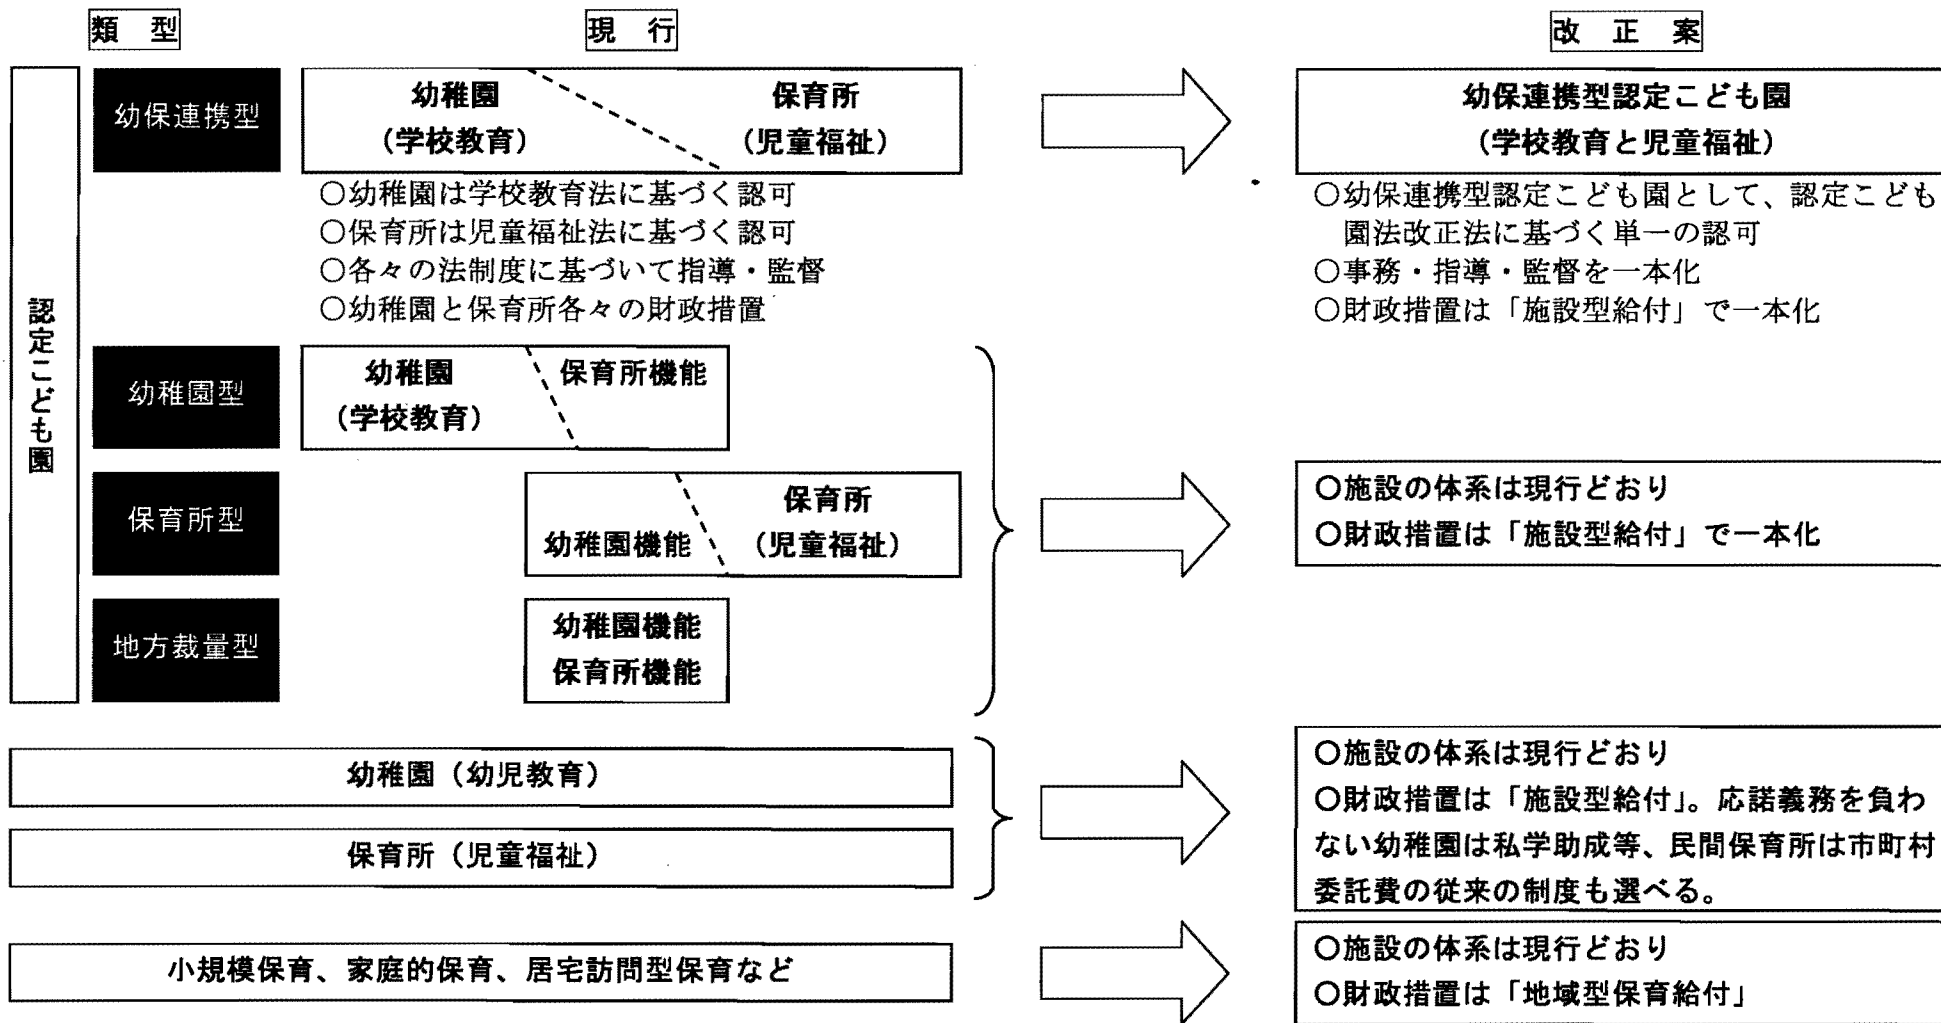 類 型
現 行
改 正 案
認定こども園
幼保連携型
幼稚園
(学校教育)
保育所
(児童福祉)
○幼稚園は学校教育法に基づく認可
○保育所は児童福祉法に基づく認可
○各々の法制度に基づいて指導・監督
○幼稚園と保育所各々の財政措置
幼保連携型認定こども園
(学校教育と児童福祉)
○幼保連携型認定こども園として、認定こども
園法改正法に基づく単一の認可
○事務・指導・監督を一本化
○財政措置は「施設型給付」で一本化
幼稚園型
幼稚園
(学校教育)
保育所機能
保育所型
幼稚園機能
保育所
(児童福祉)
地方裁量型
幼稚園機能
保育所機能
○施設の体系は現行どおり
○財政措置は「施設型給付」で一本化
幼稚園(幼児教育)
保育所(児童福祉)
○施設の体系は現行どおり
○財政措置は「施設型給付」。応諾義務を負わ
ない幼稚園は私学助成等、民間保育所は市町村
委託費の従来の制度も選べる。
小規模保育、家庭的保育、居宅訪問型保育など
○施設の体系は現行どおり
○財政措置は「地域型保育給付」